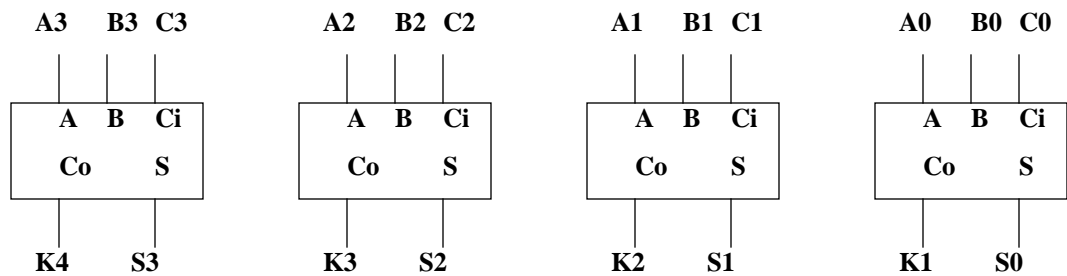 A3 B3 C3 A2 B2 C2 A1 B1 C1 A0 B0 C0
A B Ci A B Ci A B Ci A B Ci
Co S Co S Co S Co S
K4 S3 K3 S2 K2 S1 K1 S0